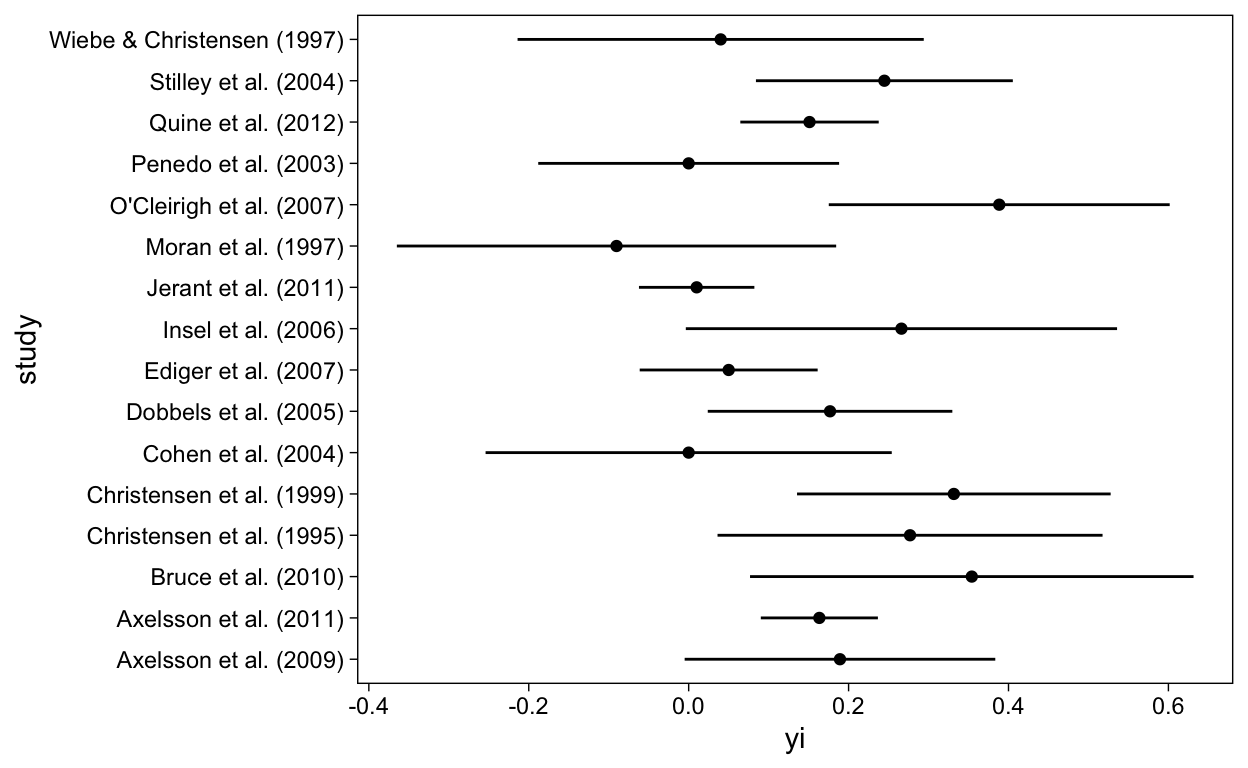 Wiebe & Christensen (1997)
Stilley et al. (2004)
Quine et al. (2012)
Penedo et al. (2003)
O'Cleirigh et al. (2007)
Moran et al. (1997)
Jerant et al. (2011)
Insel et al. (2006)
Ediger et al. (2007)
Dobbels et al. (2005)
Cohen et al. (2004)
Christensen et al. (1999)
Christensen et al. (1995)
Bruce et al. (2010)
Axelsson et al. (2011)
Axelsson et al. (2009)
study
-0.4 -0.2 0.0 0.2 0.4 0.6
yi